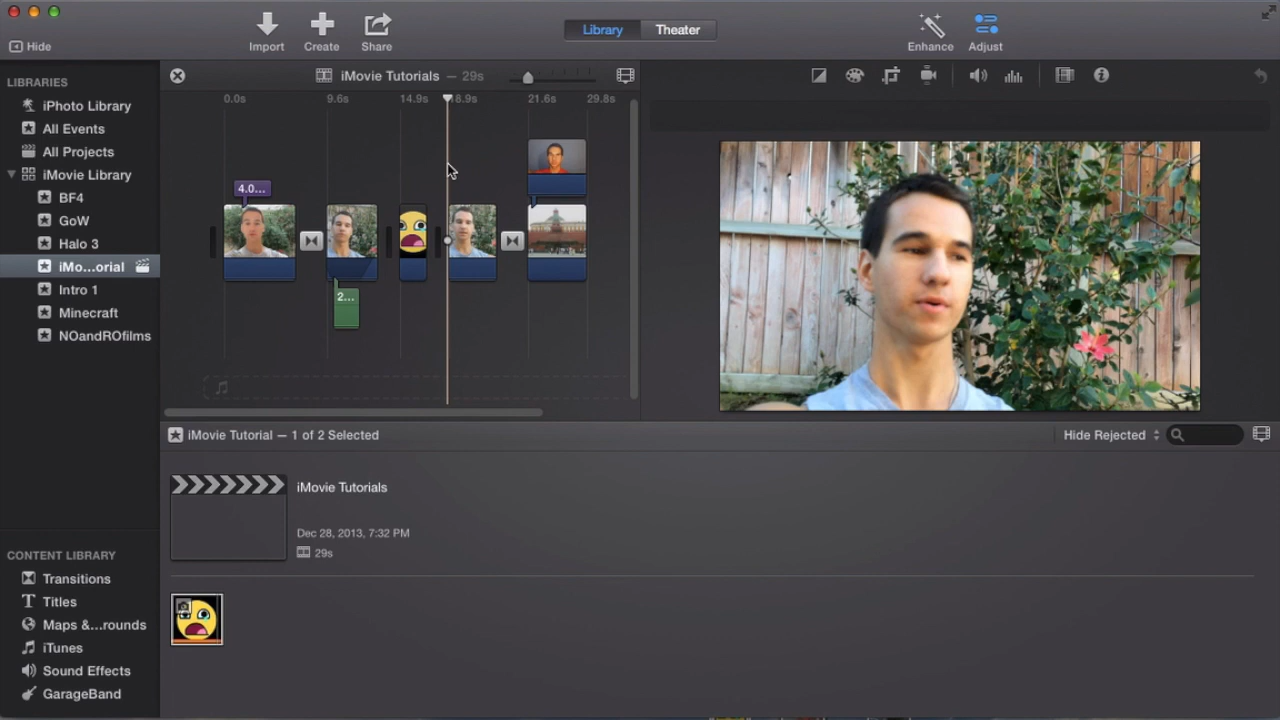 Hide
Import
Create
Share
Library
Theater
Enhance
Adjust
LIBRARIES
iPhoto Library
All Events
All Projects
iMovie Library
BF4
GoW
Halo 3
iMo...orial
Intro 1
Minecraft
NOandROfilms
CONTENT LIBRARY
Transitions
Titles
Maps &...rounds
iTunes
Sound Effects
GarageBand
iMovie Tutorials — 29s
0.0s 9.6s 14.9s 18.9s 21.6s 29.8s
4.0...
2...
iMovie Tutorial — 1 of 2 Selected
Hide Rejected
iMovie Tutorials
Dec 28, 2013, 7:32 PM
29s